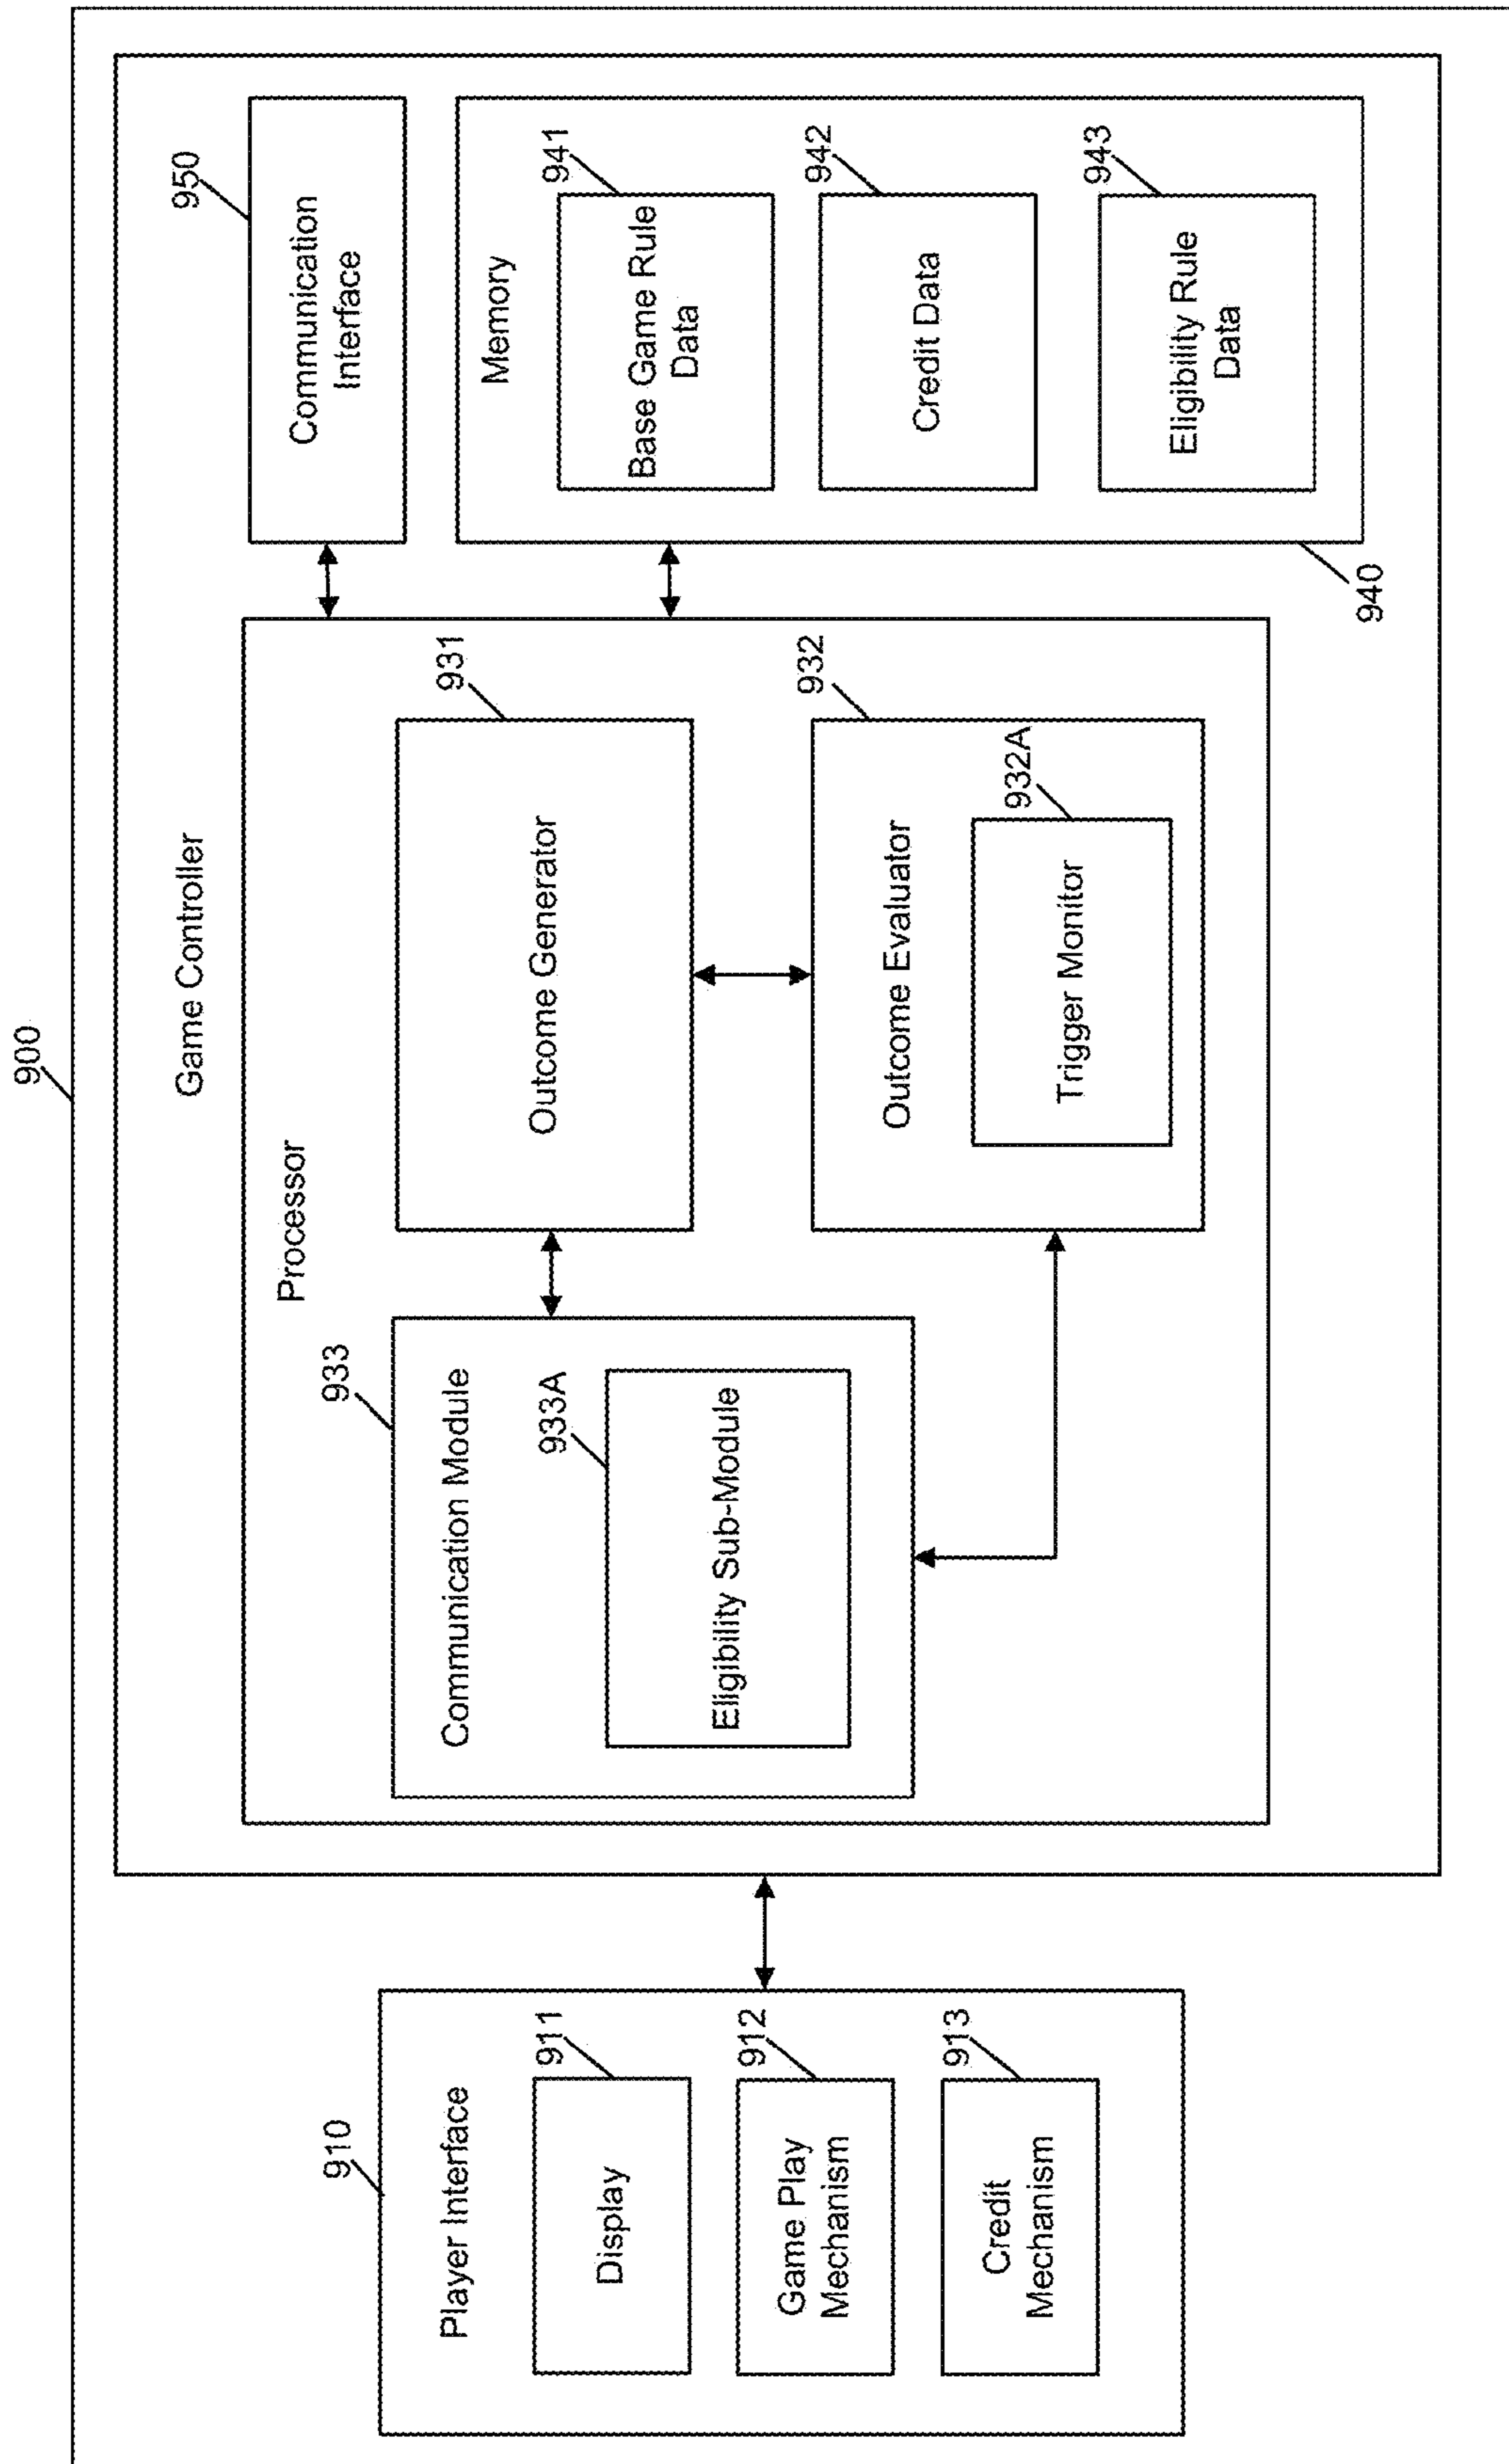 900
Game Controller
910
Player Interface
911
Display
912
Game Play
Mechanism
913
Credit
Mechanism
Processor
933
Communication Module
933A
Eligibility Sub-Module
931
Outcome Generator
932
Outcome Evaluator
932A
Trigger Monitor
950
Communication
Interface
940
Memory
941
Base Game Rule
Data
942
Credit Data
943
Eligibility Rule
Data